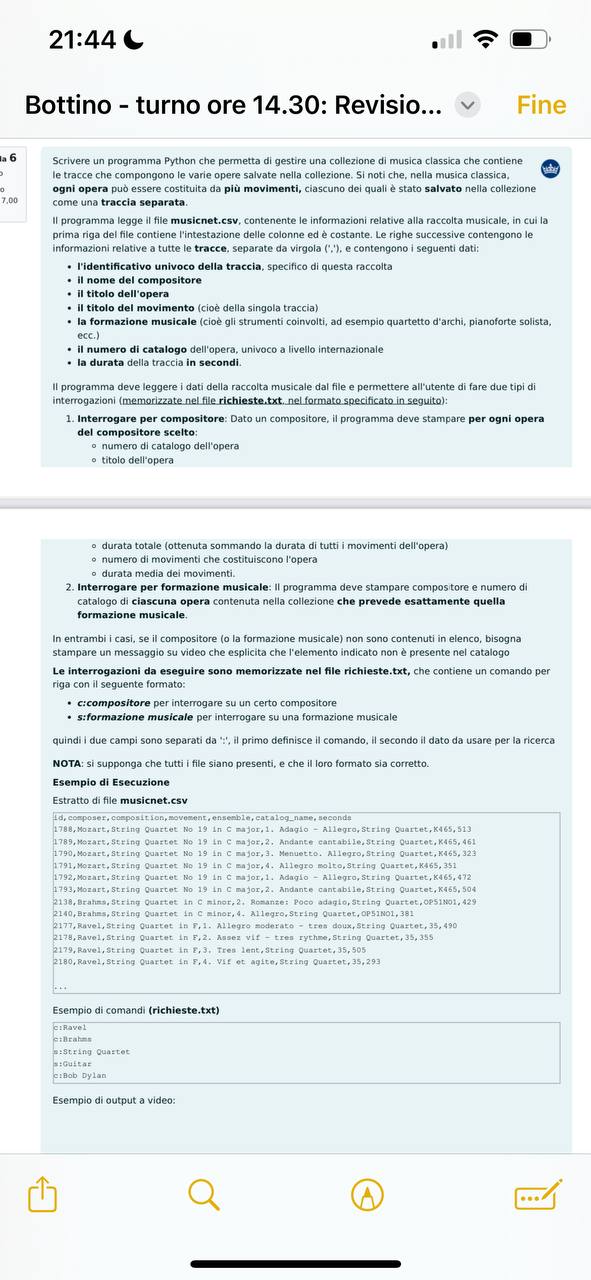 21:44
Bottino - turno ore 14.30: Revisio...
Fine
la 6
o
o
7,00
Scrivere un programma Python che permetta di gestire una collezione di musica classica che contiene
le tracce che compongono le varie opere salvate nella collezione. Si noti che, nella musica classica,
ogni opera può essere costituita da più movimenti, ciascuno dei quali è stato salvato nella collezione
come una traccia separata.
Il programma legge il file musicnet.csv, contenente le informazioni relative alla raccolta musicale, in cui la
prima riga del file contiene l'intestazione delle colonne ed è costante. Le righe successive contengono le
informazioni relative a tutte le tracce, separate da virgola (','), e contengono i seguenti dati:
• l'identificativo univoco della traccia, specifico di questa raccolta
• il nome del compositore
• il titolo dell'opera
• il titolo del movimento (cioè della singola traccia)
• la formazione musicale (cioè gli strumenti coinvolti, ad esempio quartetto d'archi, pianoforte solista,
ecc.)
• il numero di catalogo dell'opera, univoco a livello internazionale
• la durata della traccia in secondi.
Il programma deve leggere i dati della raccolta musicale dal file e permettere all'utente di fare due tipi di
interrogazioni (memorizzate nel file richieste.txt, nel formato specificato in seguito):
1. Interrogare per compositore: Dato un compositore, il programma deve stampare per ogni opera
del compositore scelto:
◦ numero di catalogo dell'opera
◦ titolo dell'opera
◦ durata totale (ottenuta sommando la durata di tutti i movimenti dell'opera)
◦ numero di movimenti che costituiscono l'opera
◦ durata media dei movimenti.
2. Interrogare per formazione musicale: Il programma deve stampare compositore e numero di
catalogo di ciascuna opera contenuta nella collezione che prevede esattamente quella
formazione musicale.
In entrambi i casi, se il compositore (o la formazione musicale) non sono contenuti in elenco, bisogna
stampare un messaggio su video che esplicita che l'elemento indicato non è presente nel catalogo
Le interrogazioni da eseguire sono memorizzate nel file richieste.txt, che contiene un comando per
riga con il seguente formato:
• c:compositore per interrogare su un certo compositore
• s:formazione musicale per interrogare su una formazione musicale
quindi i due campi sono separati da ':', il primo definisce il comando, il secondo il dato da usare per la ricerca
NOTA: si supponga che tutti i file siano presenti, e che il loro formato sia corretto.
Esempio di Esecuzione
Estratto di file musicnet.csv
id,composer,composition,movement,ensemble,catalog_name,seconds
1788,Mozart,String Quartet No 19 in C major,1. Adagio - Allegro,String Quartet,K465,513
1789,Mozart,String Quartet No 19 in C major,2. Andante cantabile,String Quartet,K465,461
1790,Mozart,String Quartet No 19 in C major,3. Menuetto. Allegro,String Quartet,K465,323
1791,Mozart,String Quartet No 19 in C major,4. Allegro molto,String Quartet,K465,351
1792,Mozart,String Quartet No 19 in C major,1. Adagio - Allegro,String Quartet,K465,472
1793,Mozart,String Quartet No 19 in C major,2. Andante cantabile,String Quartet,K465,504
2138,Brahms,String Quartet in C minor,2. Romanze: Poco adagio,String Quartet,OP51NO1,429
2140,Brahms,String Quartet in C minor,4. Allegro,String Quartet,OP51NO1,381
2177,Ravel,String Quartet in F,1. Allegro moderato - tres doux,String Quartet,35,490
2178,Ravel,String Quartet in F,2. Assez vif - tres rythme,String Quartet,35,355
2179,Ravel,String Quartet in F,3. Tres lent,String Quartet,35,505
2180,Ravel,String Quartet in F,4. Vif et agite,String Quartet,35,293
...
Esempio di comandi (richieste.txt)
c:Ravel
c:Brahms
s:String Quartet
s:Guitar
c:Bob Dylan
Esempio di output a video: